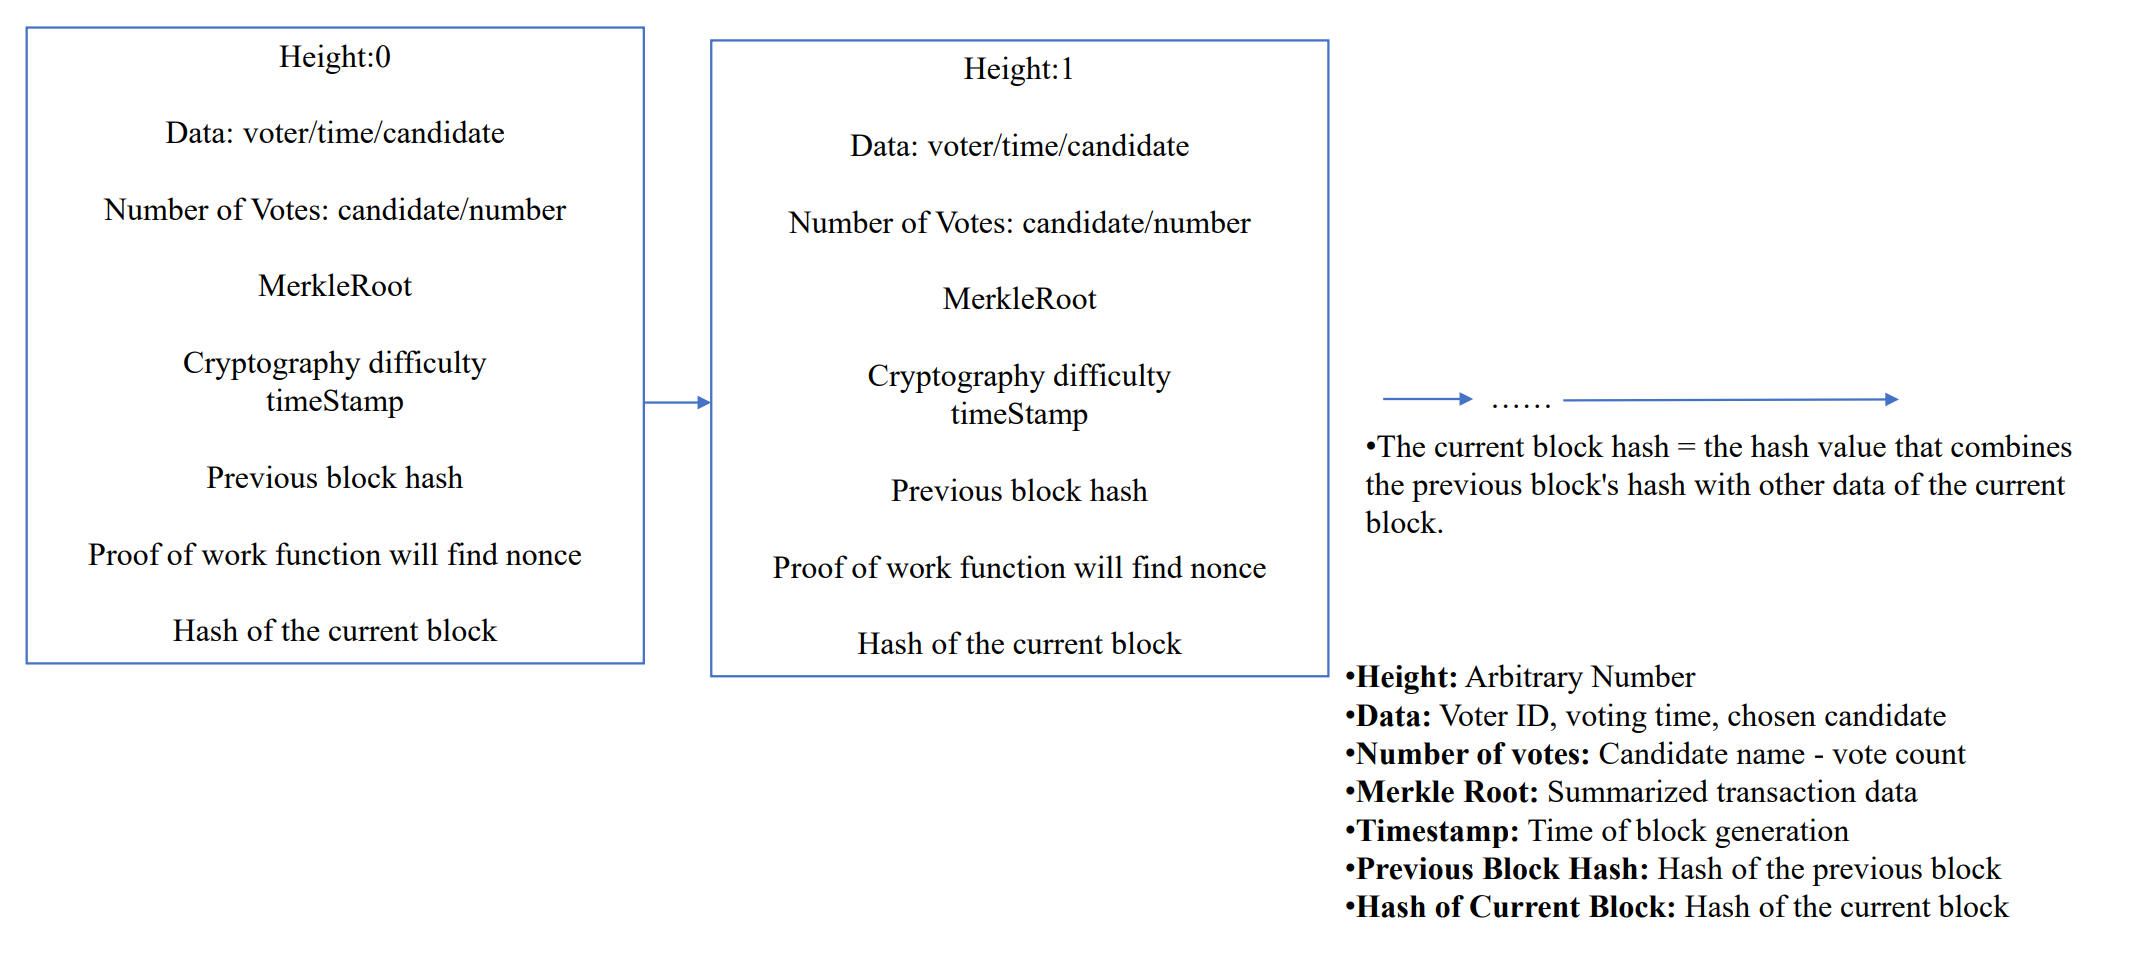 Height:0
Data: voter/time/candidate
Number of Votes: candidate/number
MerkleRoot
Cryptography difficulty
timeStamp
Previous block hash
Proof of work function will find nonce
Hash of the current block
Height:1
Data: voter/time/candidate
Number of Votes: candidate/number
MerkleRoot
Cryptography difficulty
timeStamp
Previous block hash
Proof of work function will find nonce
Hash of the current block
……
•The current block hash = the hash value that combines
the previous block's hash with other data of the current
block.
•Height: Arbitrary Number
•Data: Voter ID, voting time, chosen candidate
•Number of votes: Candidate name - vote count
•Merkle Root: Summarized transaction data
•Timestamp: Time of block generation
•Previous Block Hash: Hash of the previous block
•Hash of Current Block: Hash of the current block